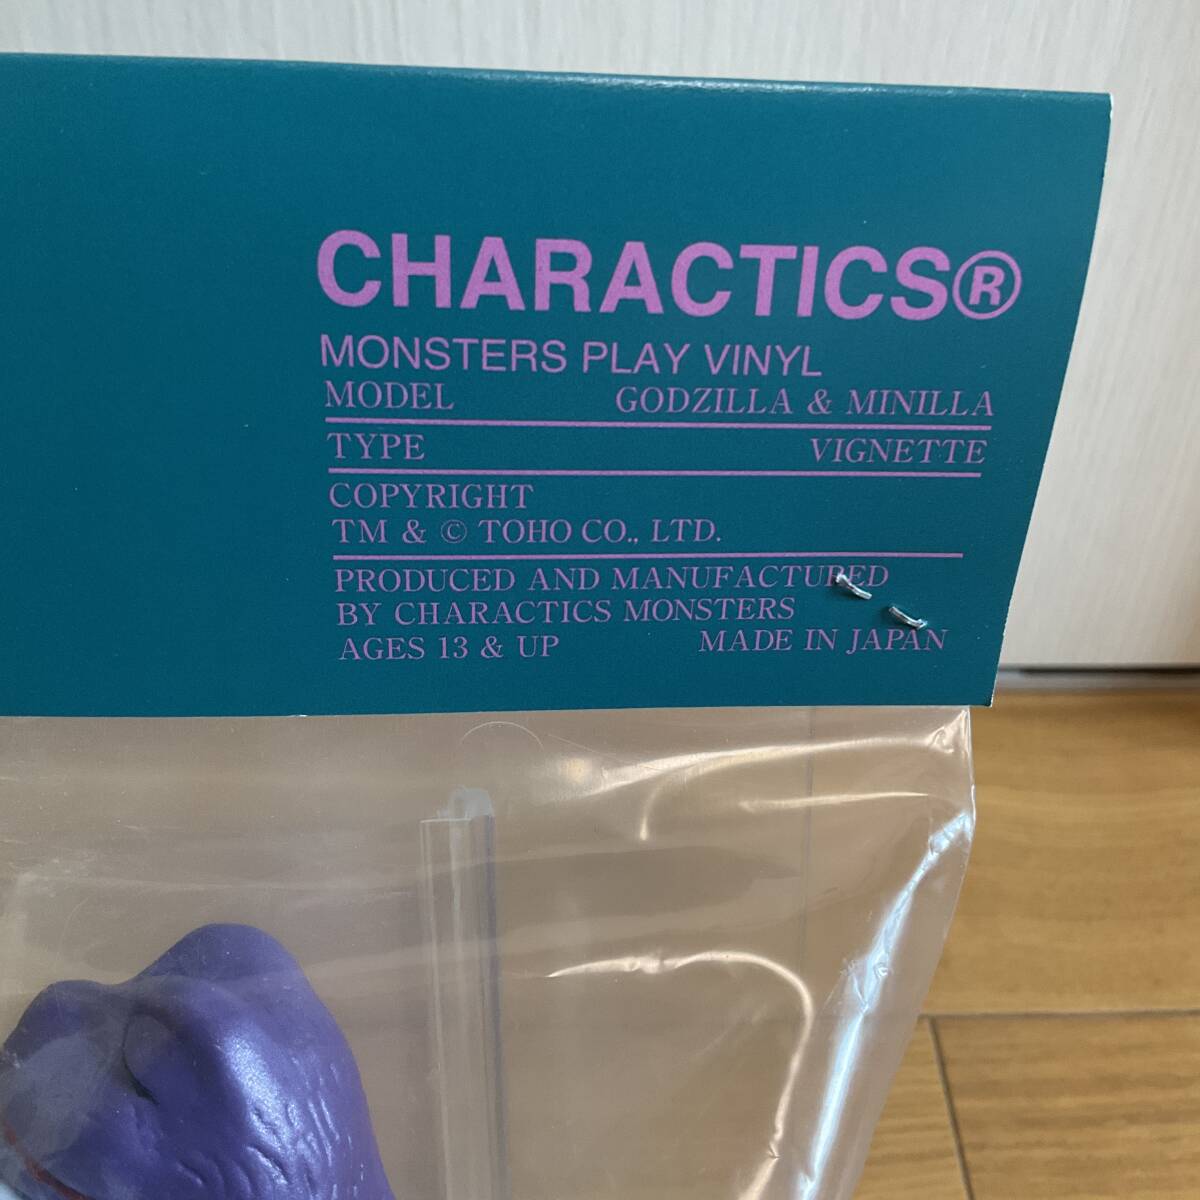 CHARACTICS®
MONSTERS PLAY VINYL
MODEL GODZILLA & MINILLA
TYPE VIGNETTE
COPYRIGHT
TM & © TOHO CO., LTD.
PRODUCED AND MANUFACTURED
BY CHARACTICS MONSTERS
AGES 13 & UP MADE IN JAPAN